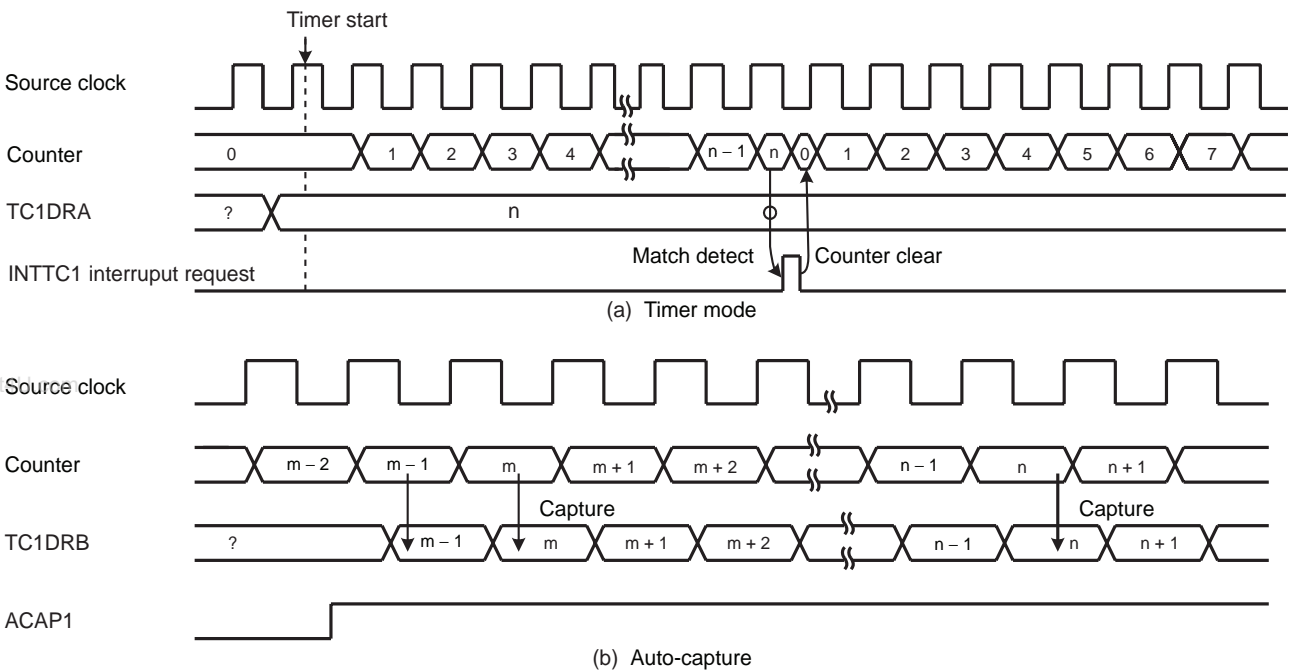 Timer start
Source clock
Counter
0 1 2 3 4 n – 1 n 0 1 2 3 4 5 6 7
TC1DRA
? n
Match detect Counter clear
INTTC1 interruput request
(a) Timer mode
Source clock
Counter
m – 2 m – 1 m m + 1 m + 2 n – 1 n n + 1
Capture Capture
TC1DRB
? m – 1 m m + 1 m + 2 n – 1 n n + 1
ACAP1
(b) Auto-capture